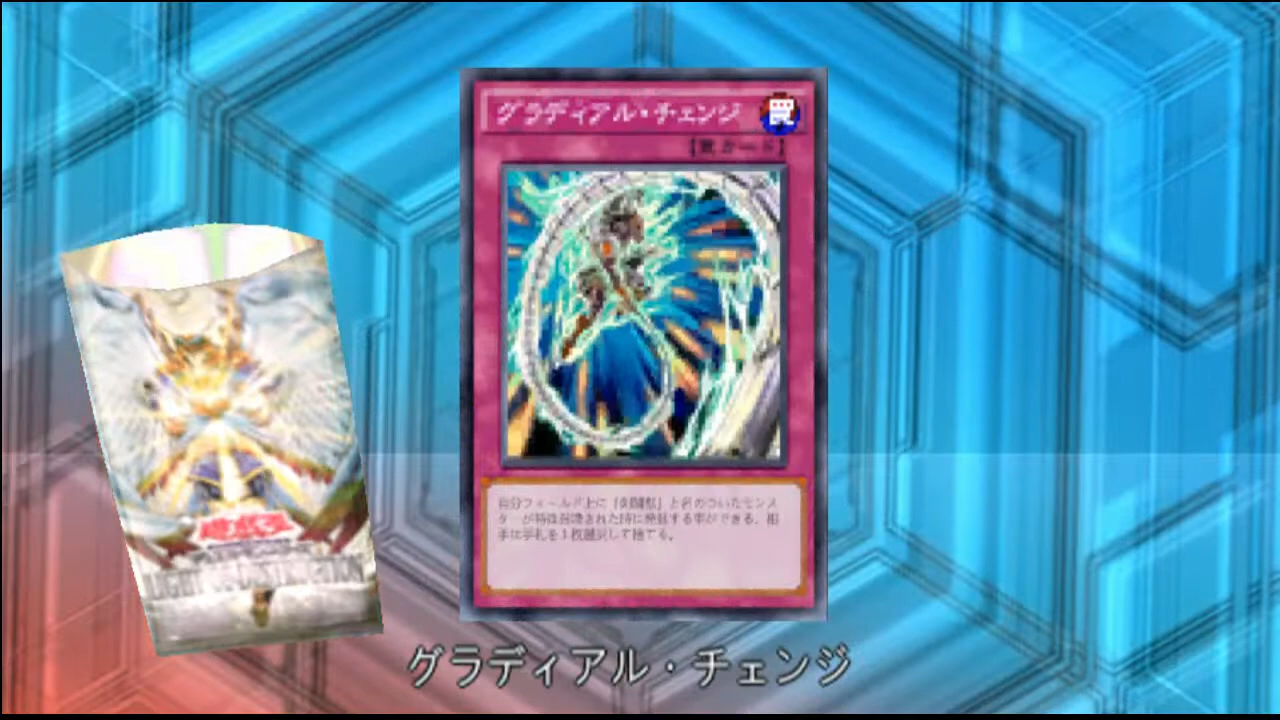 グラディアル・チェンジ
罠
【罠カード】
自分フィールド上に「剣闘獣」と名のついたモンス
ターが特殊召喚された時に発動する事ができる。相
手は手札を1枚選択して捨てる。
遊戯王
LIGHT OF DESTRUCTION
グラディアル・チェンジ